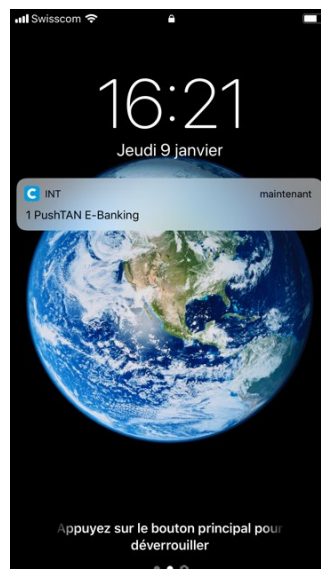 Swisscom
16:21
Jeudi 9 janvier
C INT maintenant
1 PushTAN E-Banking
Appuyez sur le bouton principal pour
déverrouiller